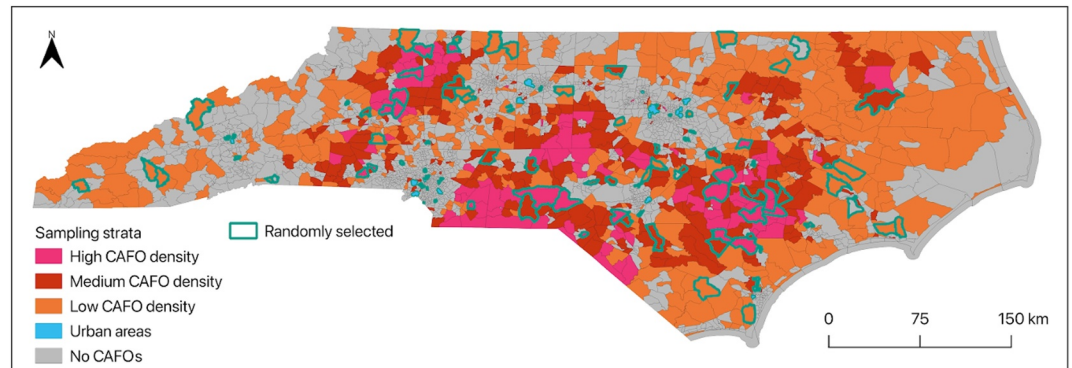 N
Sampling strata
Randomly selected
High CAFO density
Medium CAFO density
Low CAFO density
Urban areas
No CAFOs
0 75 150 km